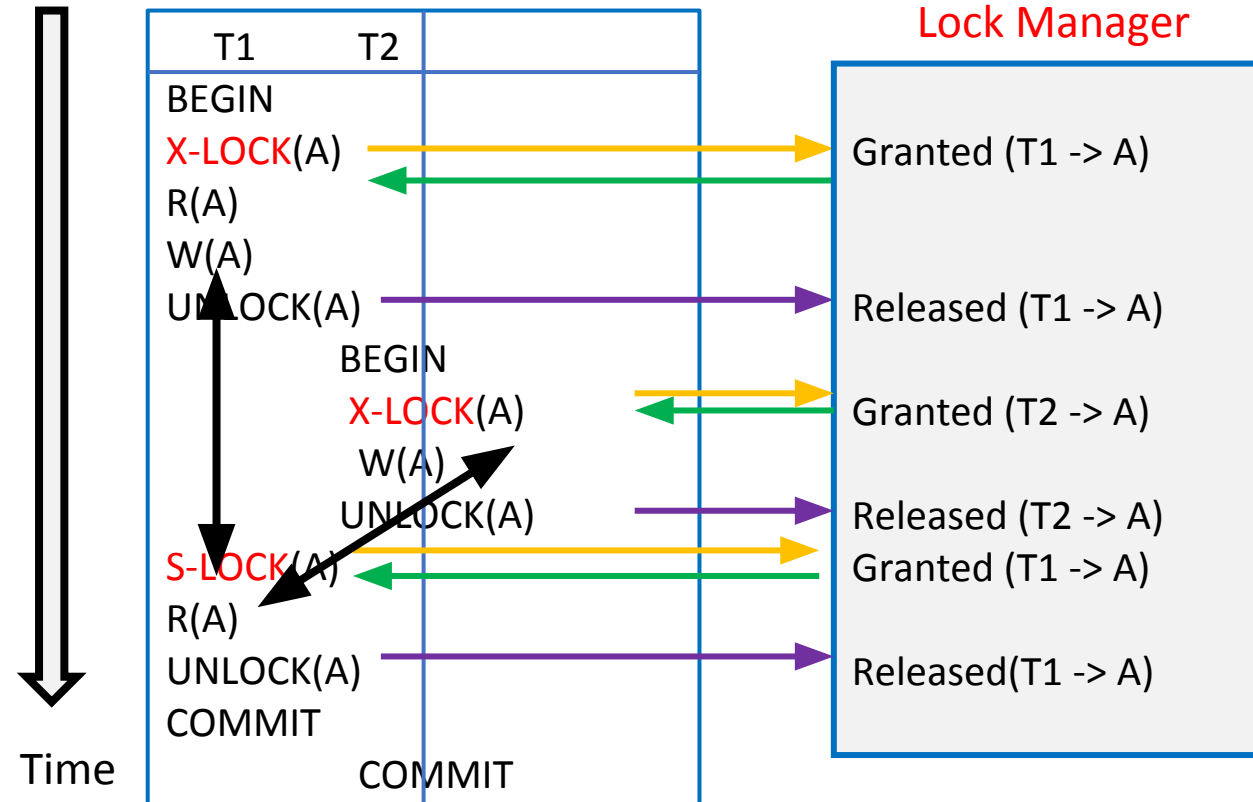 Lock Manager
T1 T2
BEGIN
X-LOCK(A)
Granted (T1 -> A)
R(A)
W(A)
UNLOCK(A)
Released (T1 -> A)
BEGIN
X-LOCK(A)
Granted (T2 -> A)
W(A)
UNLOCK(A)
Released (T2 -> A)
S-LOCK(A)
Granted (T1 -> A)
R(A)
UNLOCK(A)
Released(T1 -> A)
COMMIT
Time
COMMIT